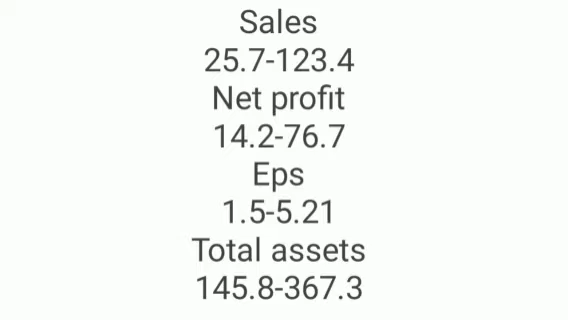 Sales
25.7-123.4
Net profit
14.2-76.7
Eps
1.5-5.21
Total assets
145.8-367.3